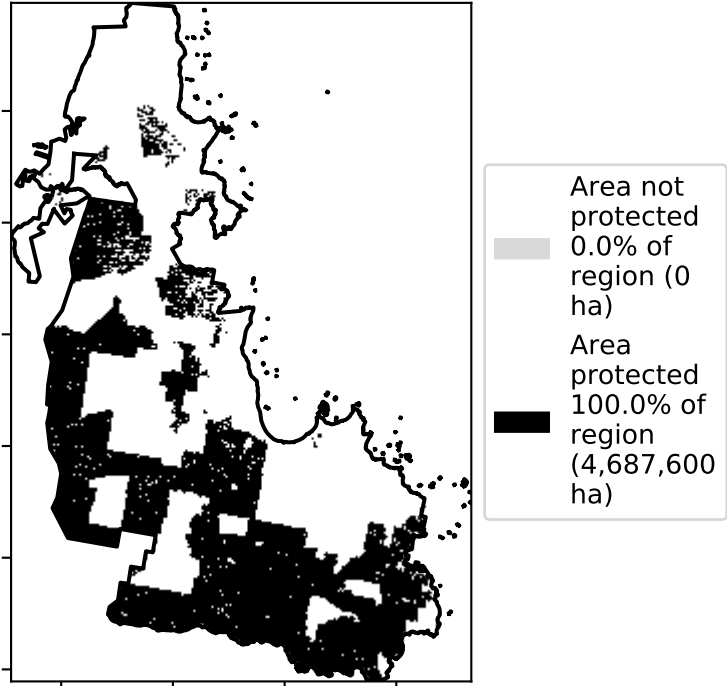 Area not
protected
0.0% of
region (0
ha)
Area
protected
100.0% of
region
(4,687,600
ha)